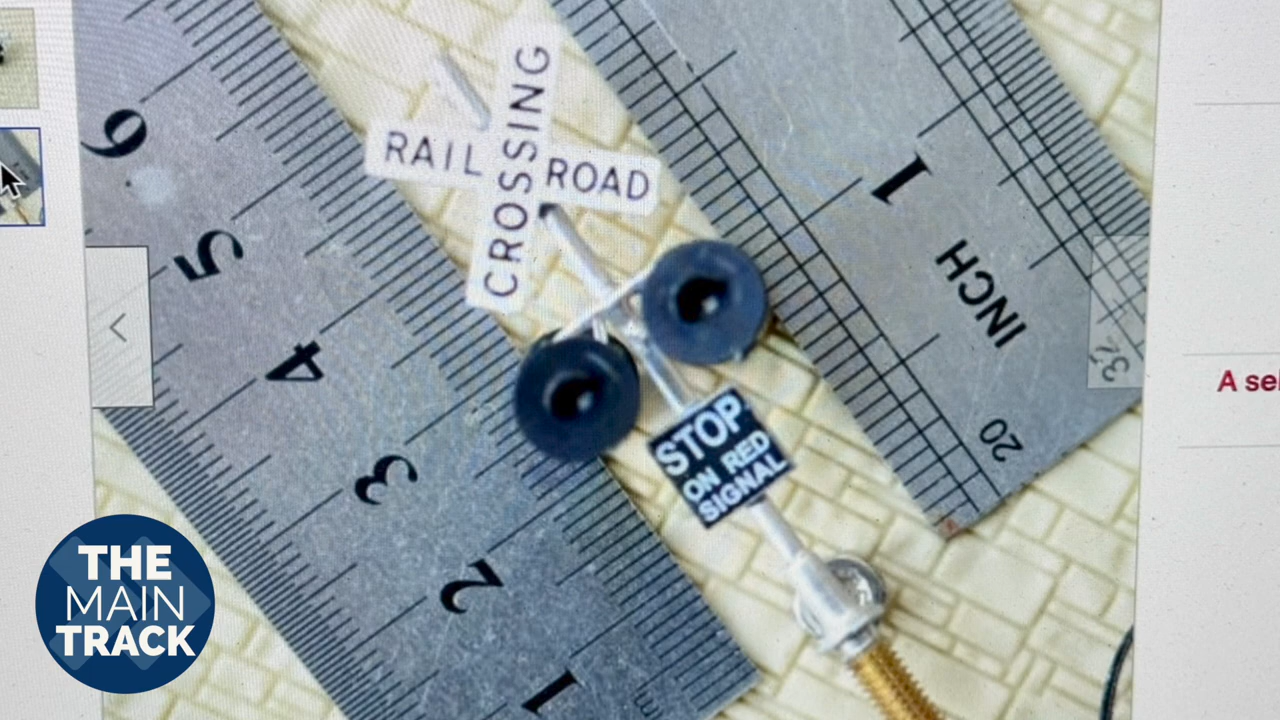 RAIL ROAD
CROSSING
STOP
ON RED
SIGNAL
6
5
4
3
2
1
1
INCH
32
20
A sel
THE
MAIN
TRACK